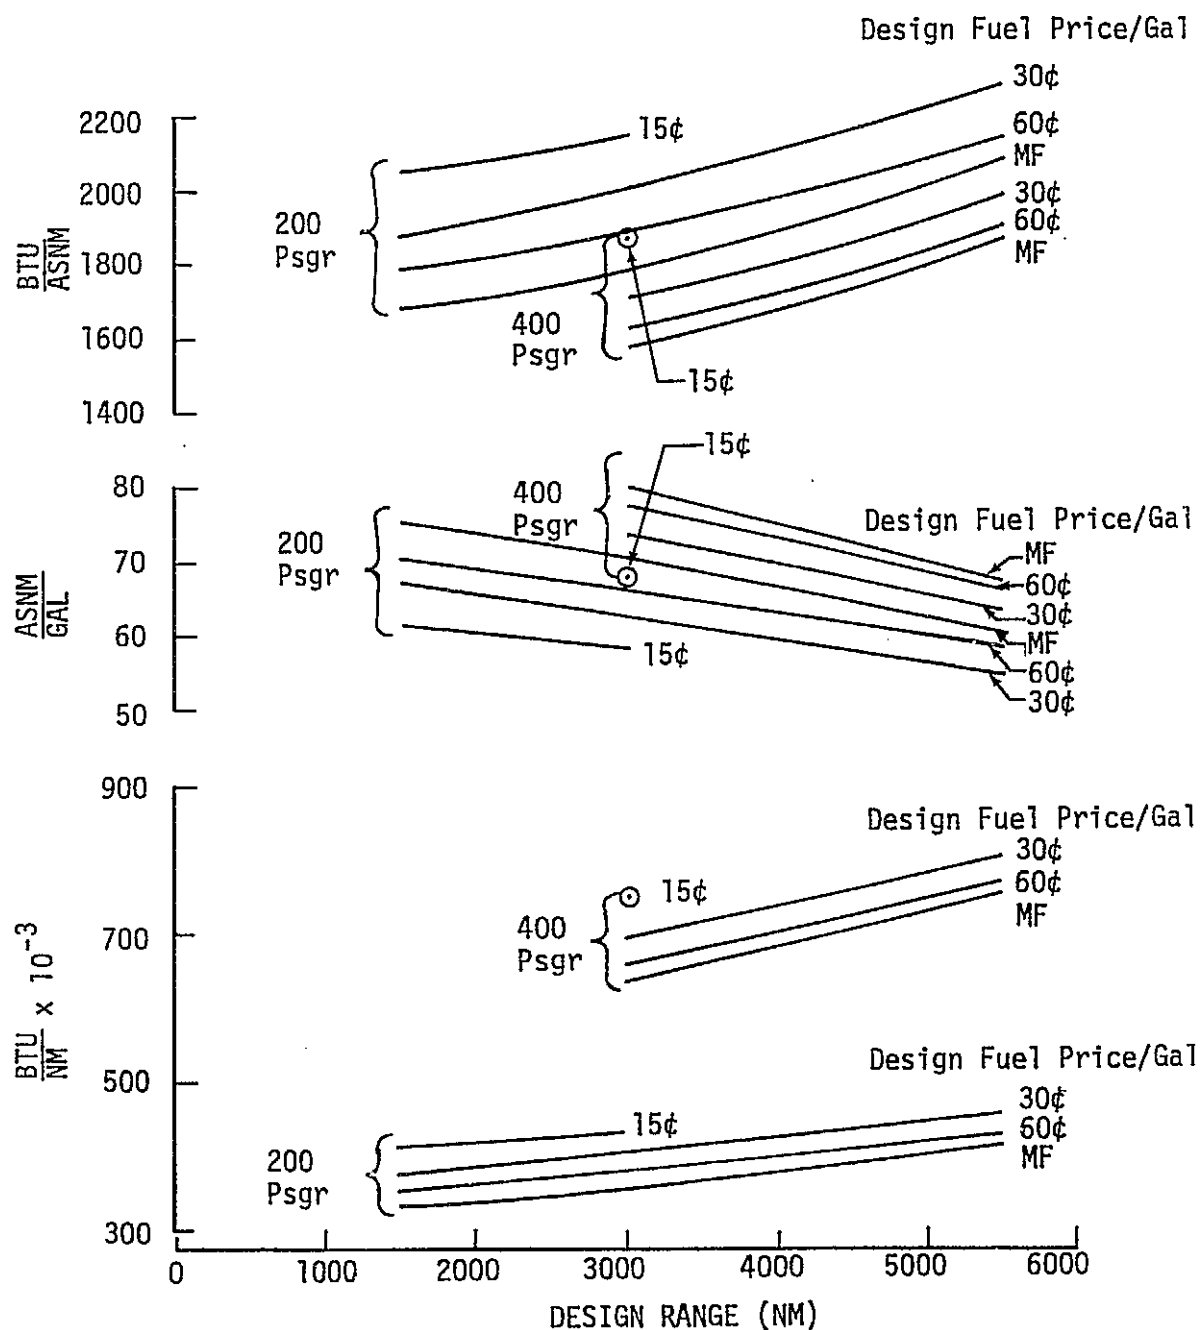 Design Fuel Price/Gal
30¢
2200
15¢
60¢
MF
2000
30¢
200
Psgr
60¢
MF
BTU
ASNM
1800
400
Psgr
1600
15¢
1400
15¢
80
400
Psgr
Design Fuel Price/Gal
200
Psgr
MF
70
60¢
ASNM
GAL
30¢
60
MF
15¢
60¢
30¢
50
900
Design Fuel Price/Gal
30¢
15¢
60¢
400
Psgr
MF
700
BTU
NM x 10-3
Design Fuel Price/Gal
500
30¢
15¢
60¢
200
Psgr
MF
300
0 1000 2000 3000 4000 5000 6000
DESIGN RANGE (NM)